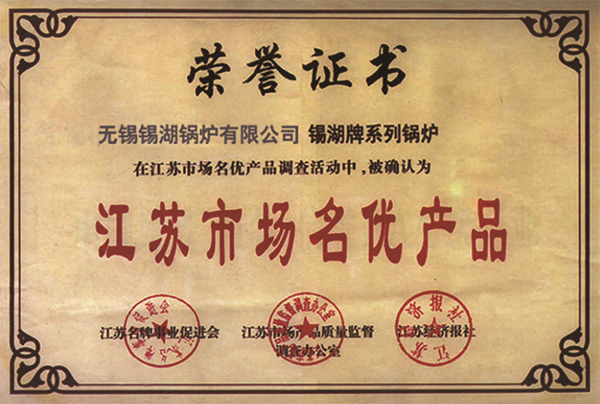 荣誉证书
无锡锡湖锅炉有限公司 锡湖牌系列锅炉
在江苏市场名优产品调查活动中，被确认为
江苏市场名优产品
江苏名牌事业促进会 江苏市场产品质量监督 江苏经济报社
调查办公室